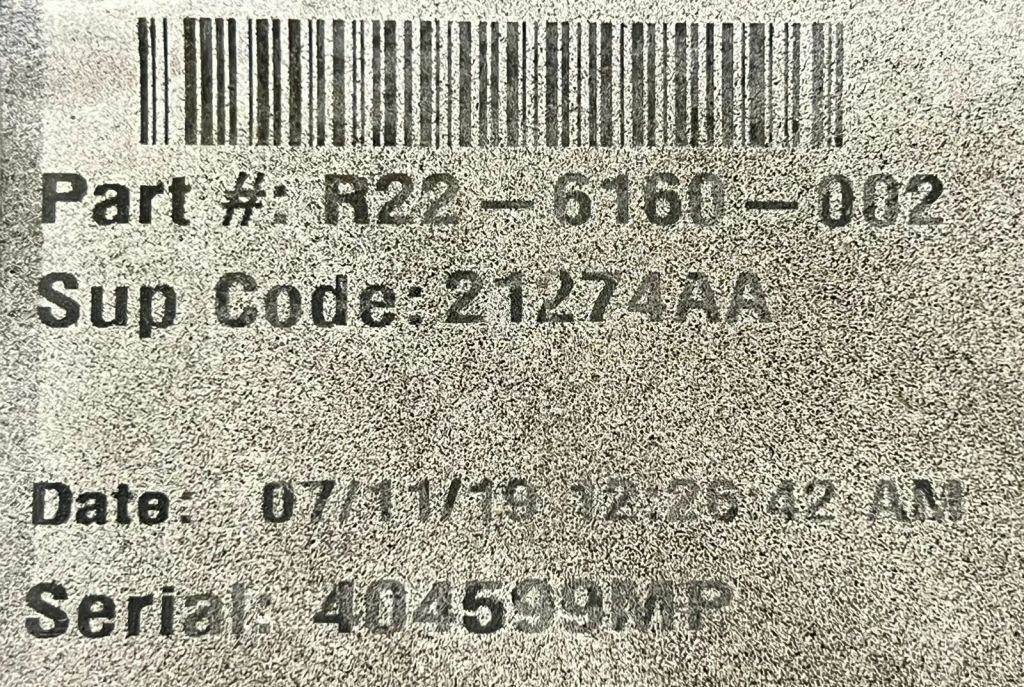 Part #: R22-6160-002
Sup Code: 21274AA
Date: 07/11/19 12:26:42 AM
Serial: 404599MP